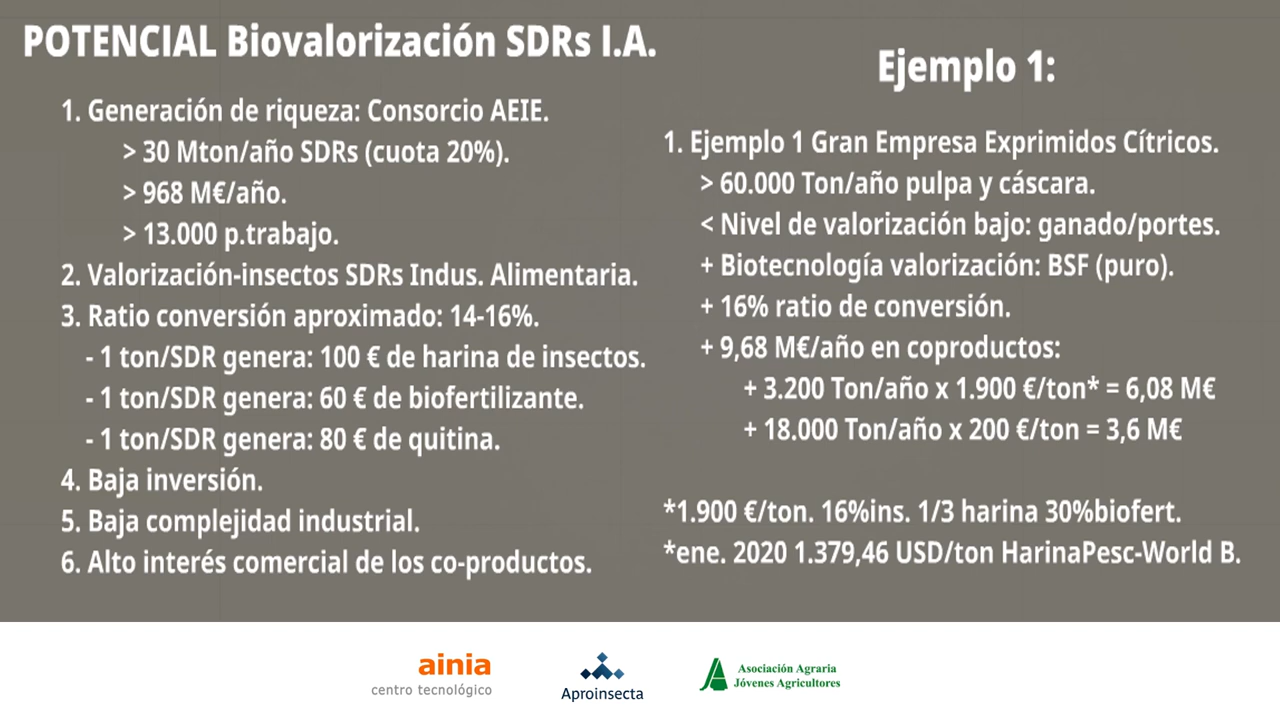 POTENCIAL Biovalorización SDRs I.A.
1. Generación de riqueza: Consorcio AEIE.
> 30 Mton/año SDRs (cuota 20%).
> 968 M€/año.
> 13.000 p.trabajo.
2. Valorización-insectos SDRs Indus. Alimentaria.
3. Ratio conversión aproximado: 14-16%.
- 1 ton/SDR genera: 100 € de harina de insectos.
- 1 ton/SDR genera: 60 € de biofertilizante.
- 1 ton/SDR genera: 80 € de quitina.
4. Baja inversión.
5. Baja complejidad industrial.
6. Alto interés comercial de los co-productos.
Ejemplo 1:
1. Ejemplo 1 Gran Empresa Exprimidos Cítricos.
> 60.000 Ton/año pulpa y cáscara.
< Nivel de valorización bajo: ganado/portes.
+ Biotecnología valorización: BSF (puro).
+ 16% ratio de conversión.
+ 9,68 M€/año en coproductos:
+ 3.200 Ton/año x 1.900 €/ton* = 6,08 M€
+ 18.000 Ton/año x 200 €/ton = 3,6 M€
*1.900 €/ton. 16%ins. 1/3 harina 30%biofert.
*ene. 2020 1.379,46 USD/ton HarinaPesc-World B.
ainia
centro tecnológico
Aproinsecta
Asociación Agraria
Jóvenes Agricultores